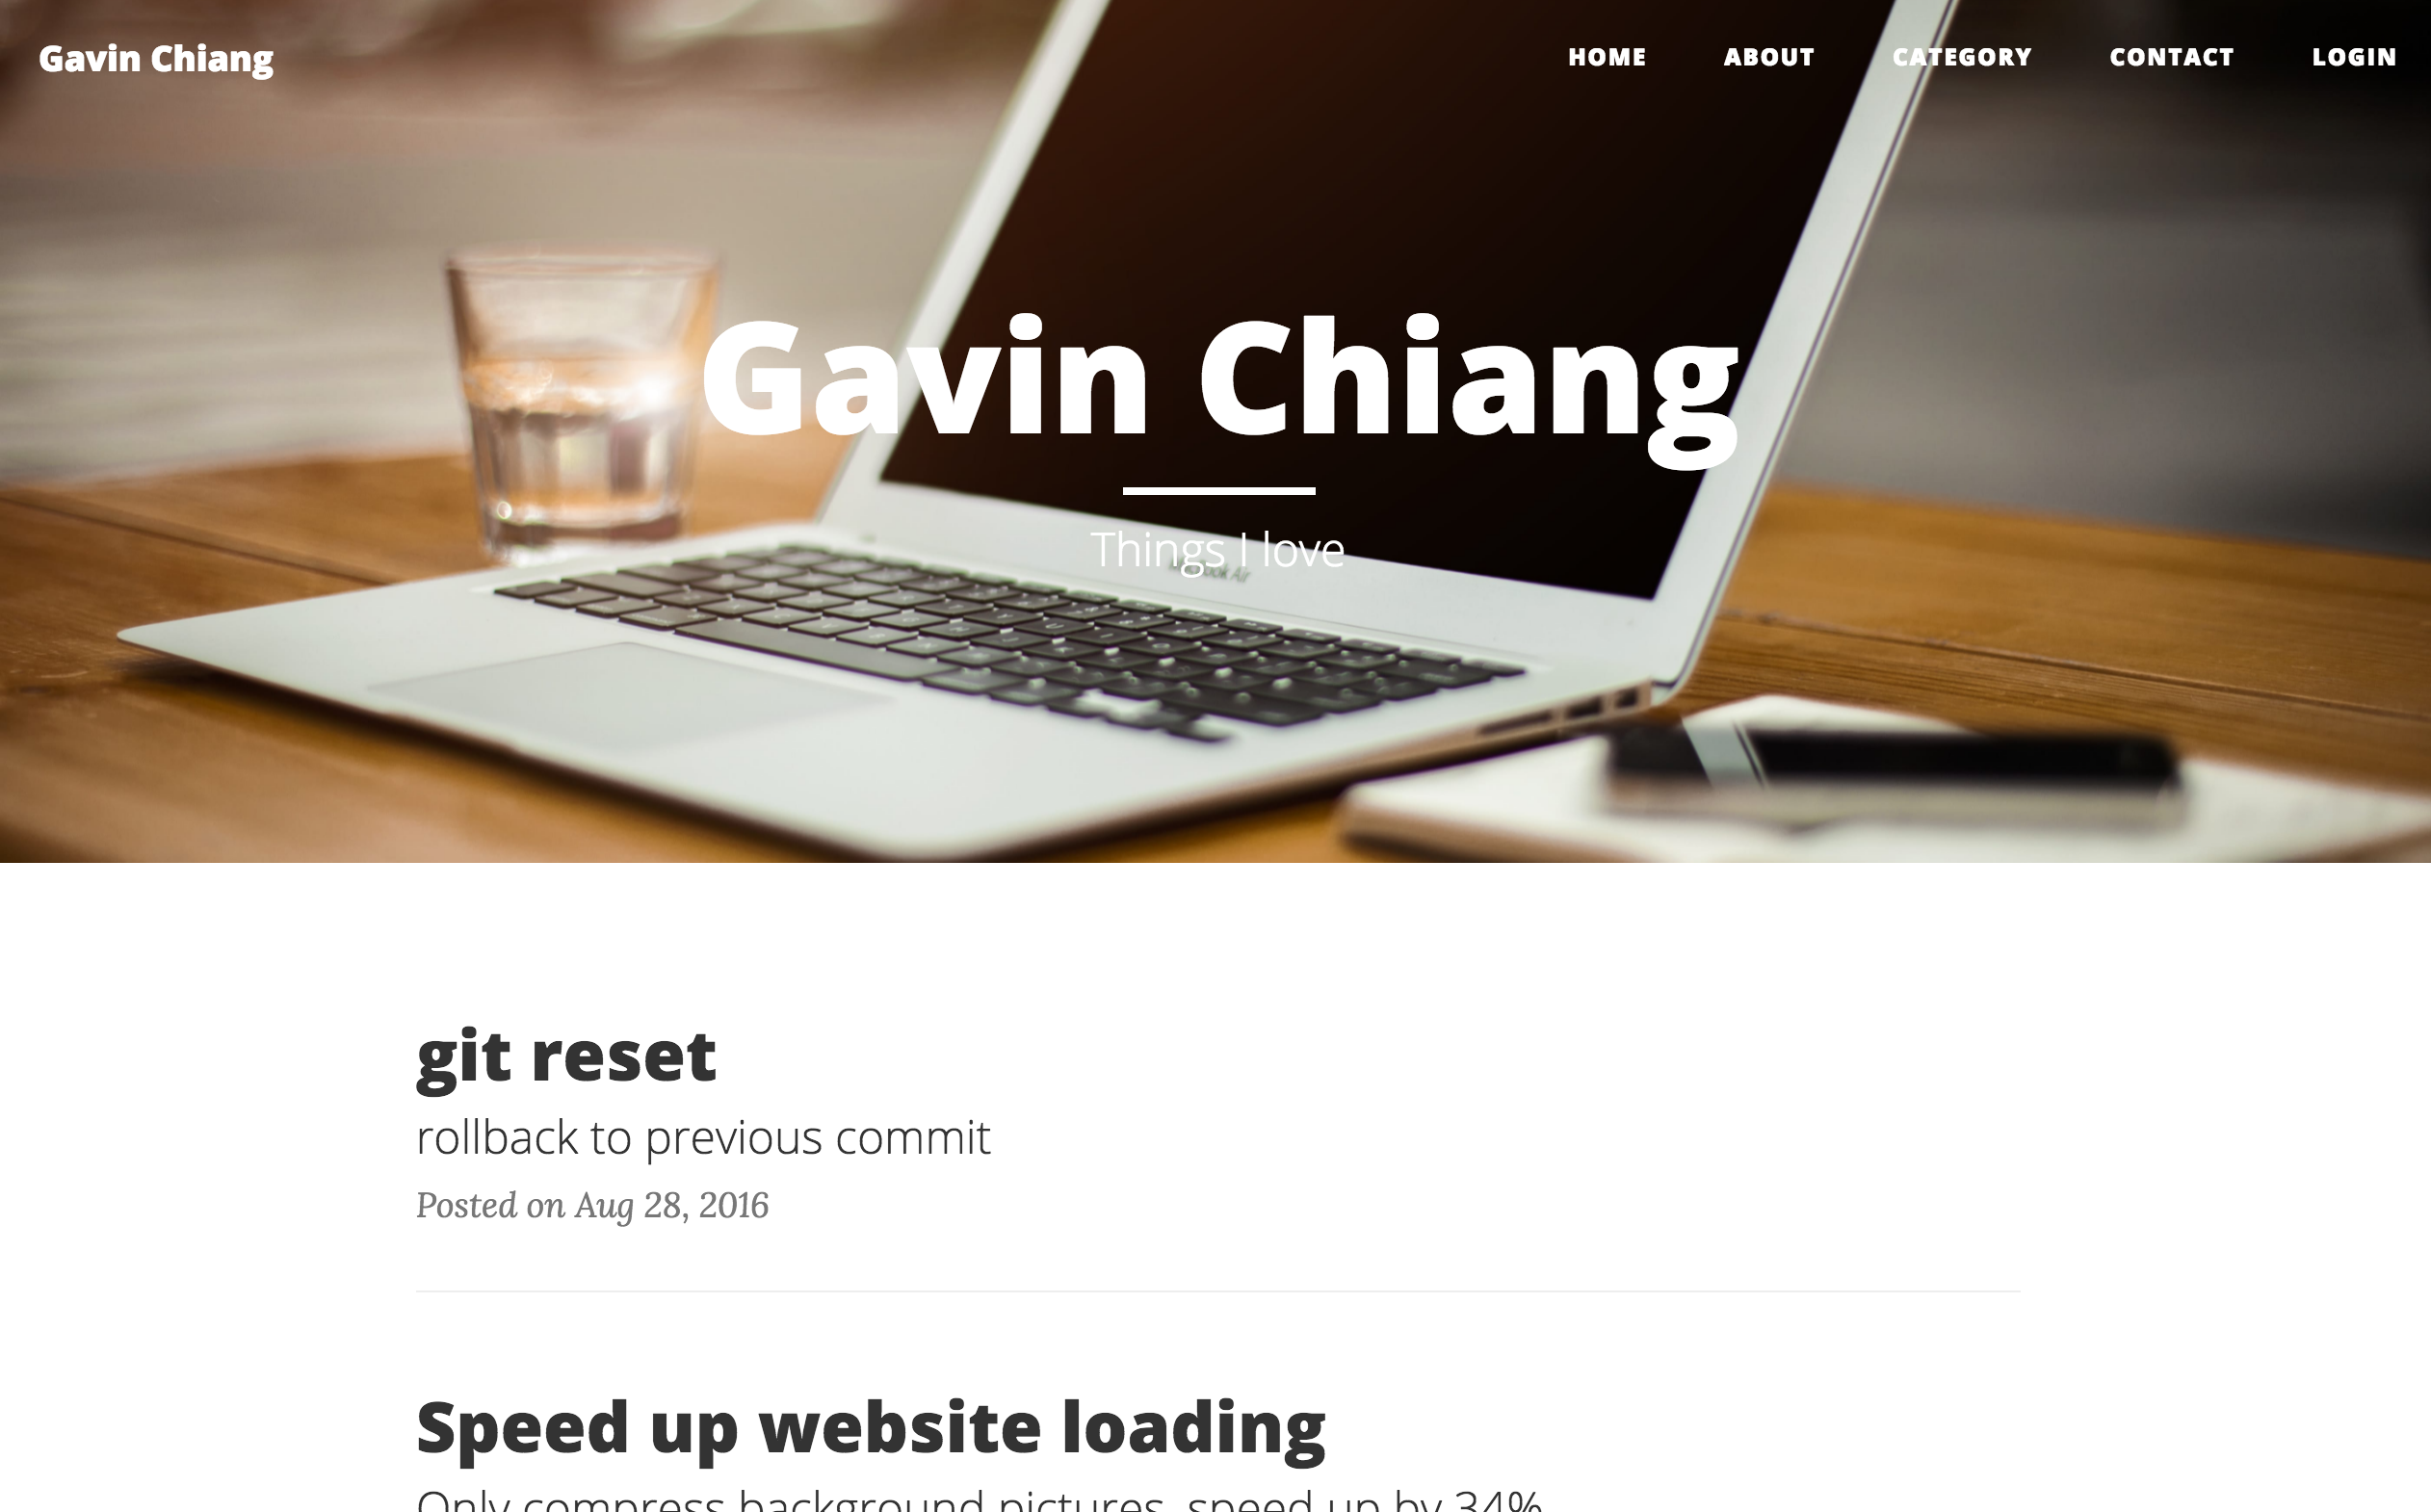 Gavin Chiang
HOME ABOUT CATEGORY CONTACT LOGIN
Gavin Chiang
Things I love
git reset
rollback to previous commit
Posted on Aug 28, 2016
Speed up website loading
Only compress background pictures, speed up by 34%